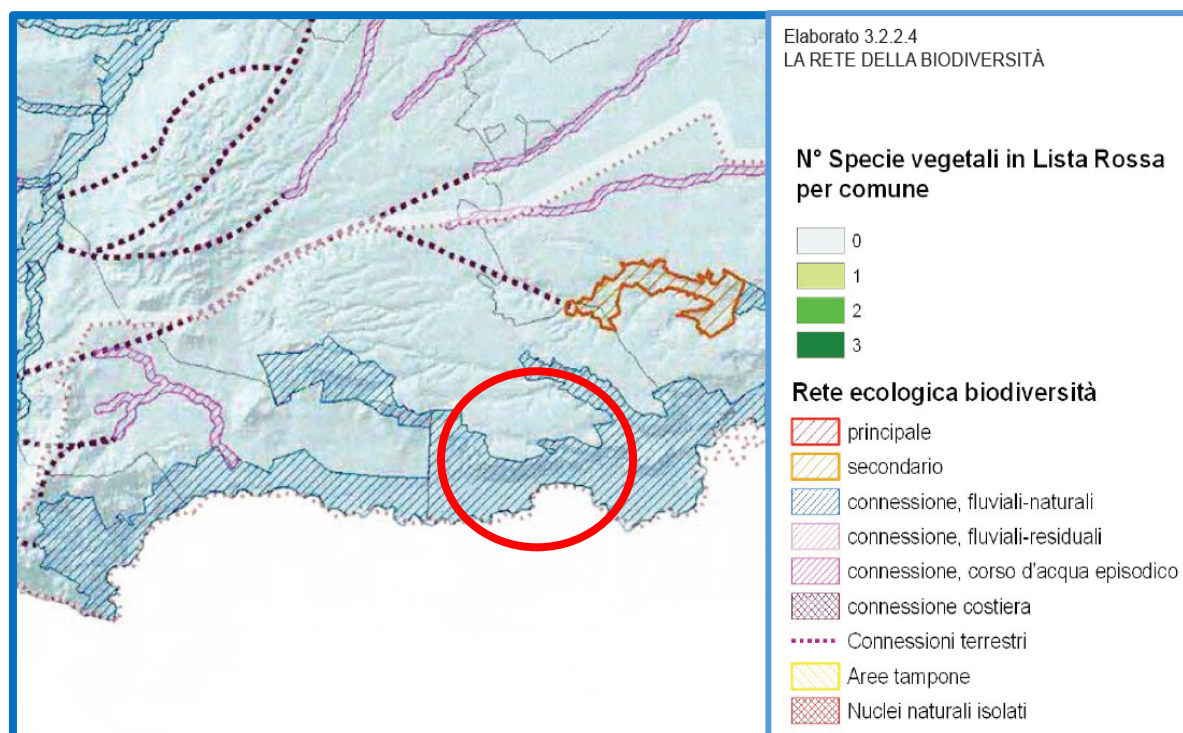 Elaborato 3.2.2.4
LA RETE DELLA BIODIVERSITÀ
N° Specie vegetali in Lista Rossa
per comune
0
1
2
3
Rete ecologica biodiversità
principale
secondario
connessione, fluviali-naturali
connessione, fluviali-residuali
connessione, corso d'acqua episodico
connessione costiera
Connessioni terrestri
Aree tampone
Nuclei naturali isolati